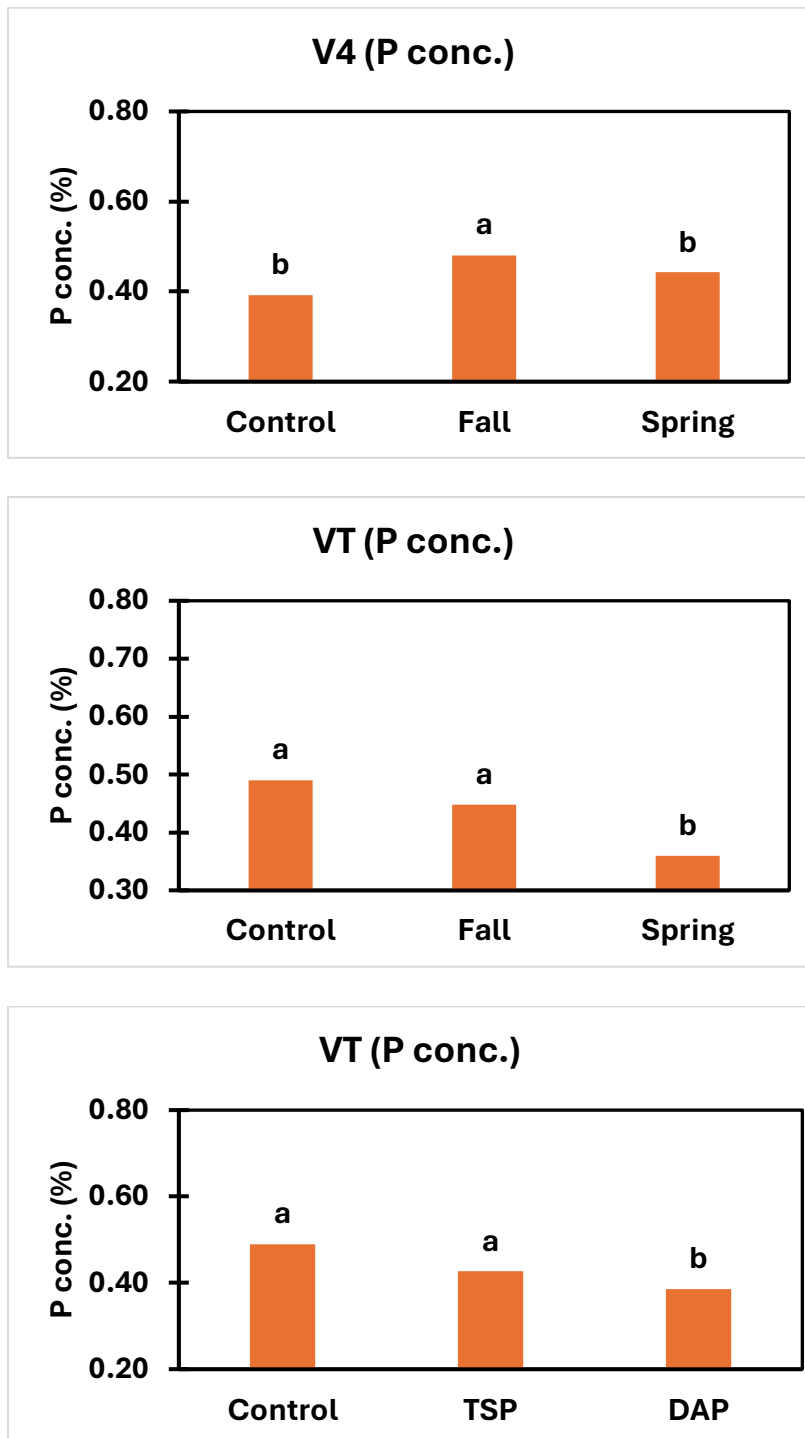 V4 (P conc.)
P conc. (%)
0.80
0.60
0.40
0.20
b
a
b
Control
Fall
Spring
VT (P conc.)
P conc. (%)
0.80
0.70
0.60
0.50
0.40
0.30
a
a
b
Control
Fall
Spring
VT (P conc.)
P conc. (%)
0.80
0.60
0.40
0.20
a
a
b
Control
TSP
DAP